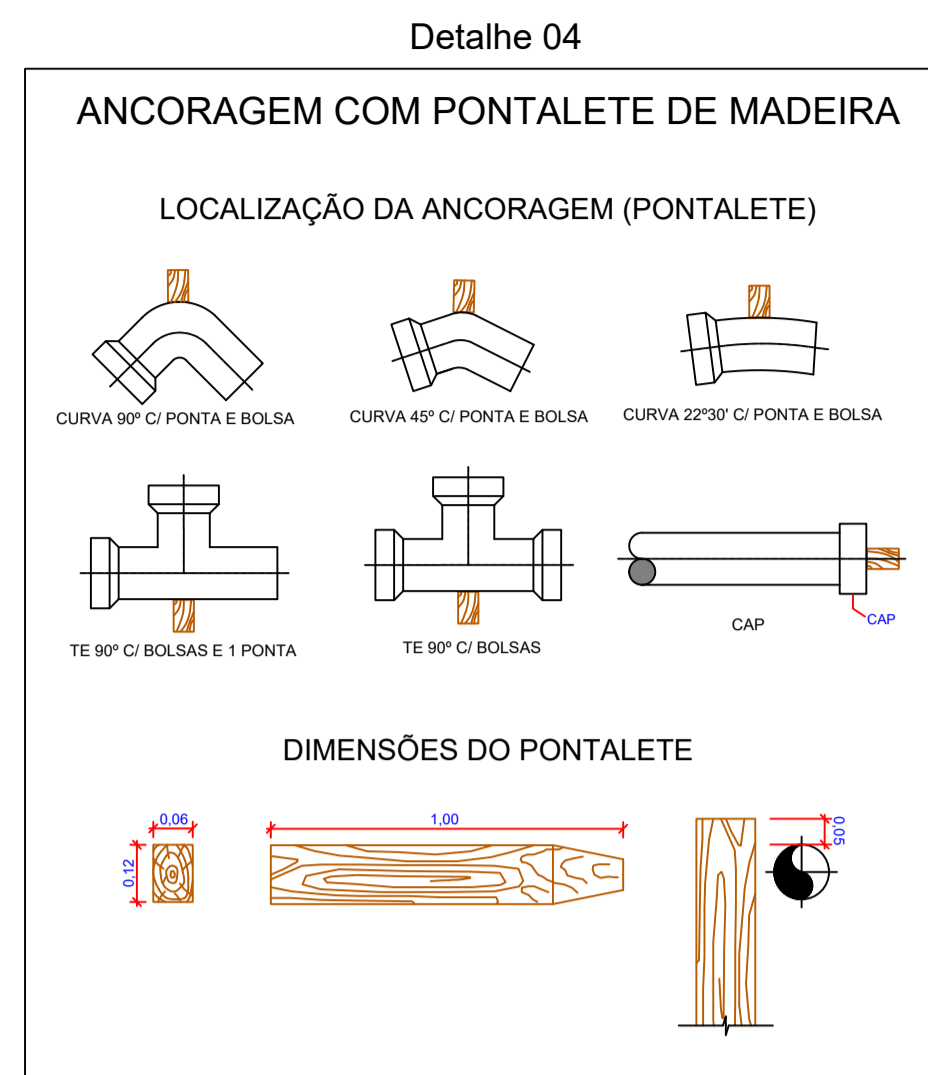 Detalhe 04
ANCORAGEM COM PONTALETE DE MADEIRA
LOCALIZAÇÃO DA ANCORAGEM (PONTALETE)
CURVA 90º C/ PONTA E BOLSA
CURVA 45º C/ PONTA E BOLSA
CURVA 22º30' C/ PONTA E BOLSA
TE 90º C/ BOLSAS E 1 PONTA
TE 90º C/ BOLSAS
CAP
CAP
DIMENSÕES DO PONTALETE
0,06
0,12
1,00
0,05